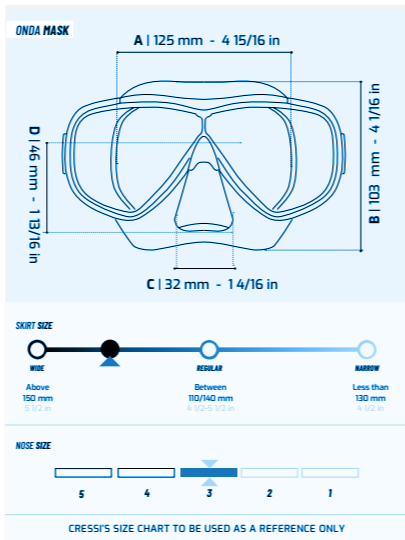 ONDA MASK
A | 125 mm - 4 15/16 in
B | 103 mm - 4 1/16 in
D | 46 mm - 1 13/16 in
C | 32 mm - 1 4/16 in
SKIRT SIZE
WIDE REGULAR NARROW
Above Between Less than
150 mm 110/140 mm 130 mm
5 1/2 in 4 1/2-5 1/2 in 4 1/2 in
NOSE SIZE
5 4 3 2 1
CRESSI'S SIZE CHART TO BE USED AS A REFERENCE ONLY